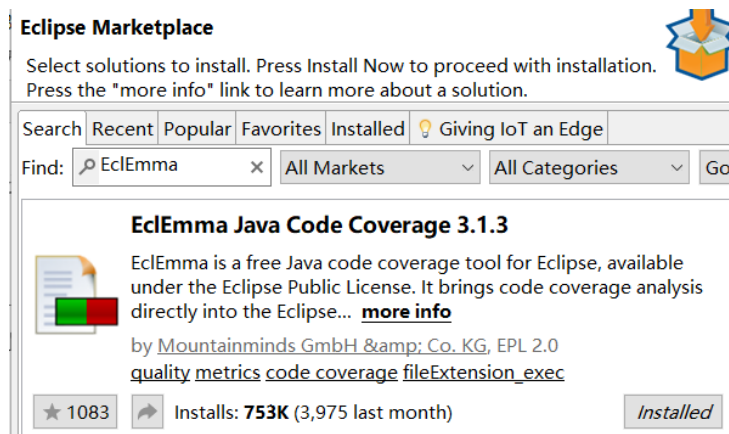 Eclipse Marketplace
Select solutions to install. Press Install Now to proceed with installation.
Press the "more info" link to learn more about a solution.
Search Recent Popular Favorites Installed Giving IoT an Edge
Find: EclEmma × All Markets All Categories Go
EclEmma Java Code Coverage 3.1.3
EclEmma is a free Java code coverage tool for Eclipse, available
under the Eclipse Public License. It brings code coverage analysis
directly into the Eclipse... more info
by Mountainminds GmbH &amp; Co. KG, EPL 2.0
quality metrics code coverage fileExtension_exec
★ 1083 Installs: 753K (3,975 last month) Installed